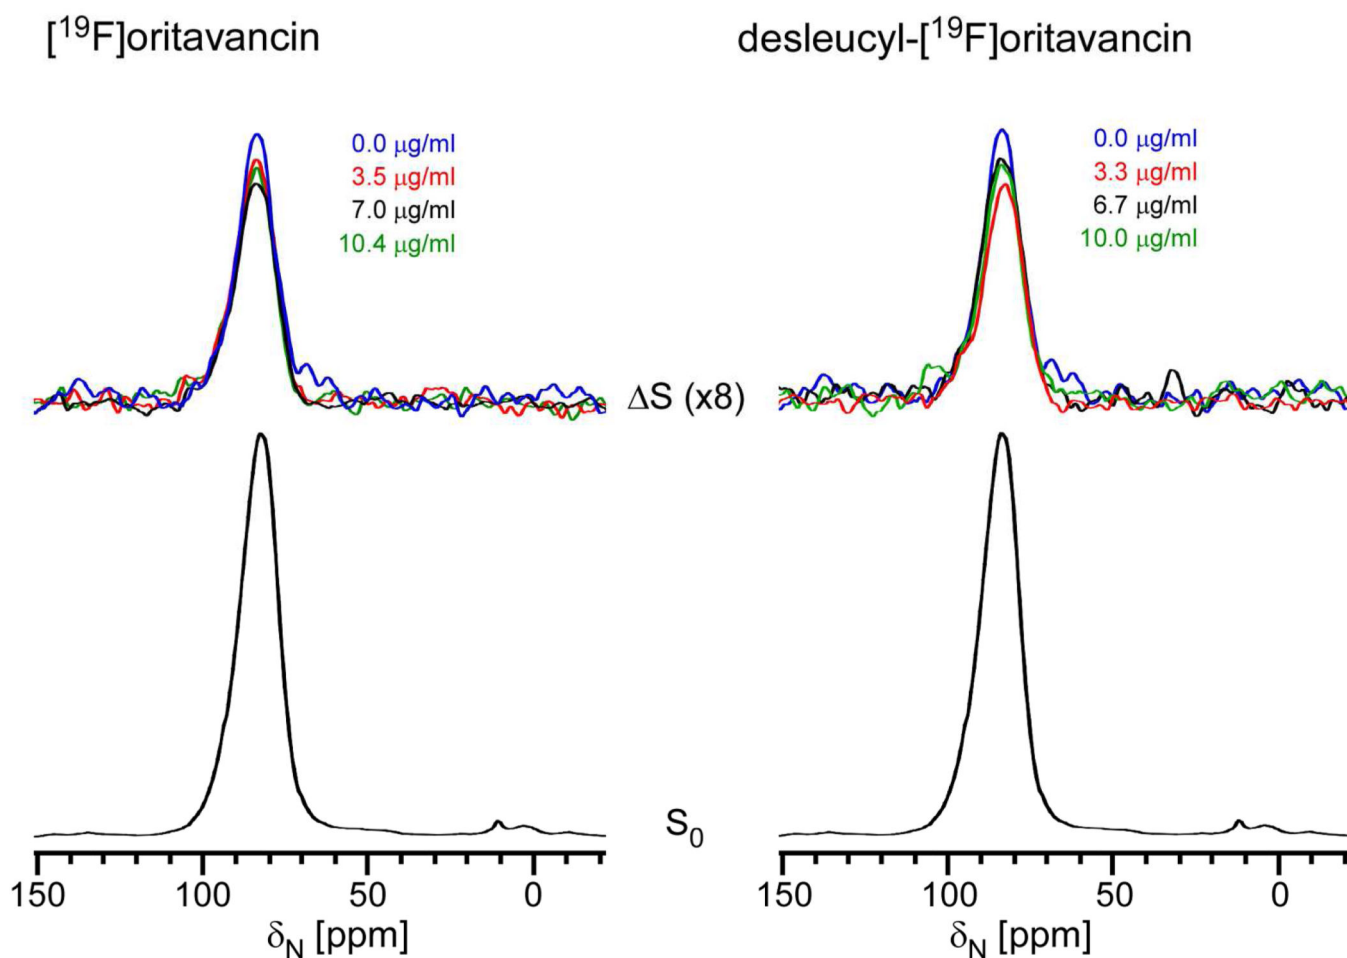 [¹⁹F]oritavancin
desleucyl-[¹⁹F]oritavancin
0.0 μg/ml
3.5 μg/ml
7.0 μg/ml
10.4 μg/ml
0.0 μg/ml
3.3 μg/ml
6.7 μg/ml
10.0 μg/ml
ΔS (x8)
S₀
150 100 50 0
150 100 50 0
δ_N [ppm]
δ_N [ppm]